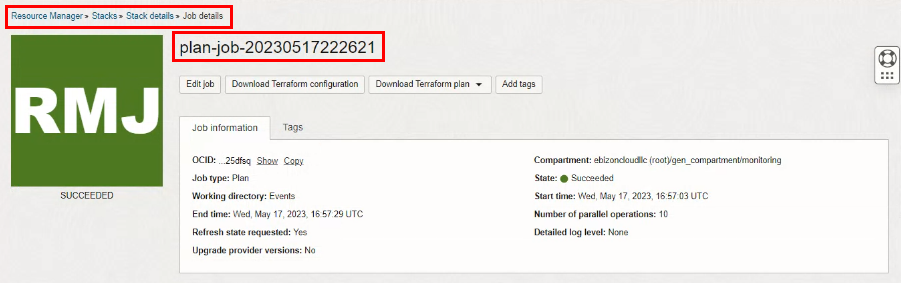 Resource Manager » Stacks » Stack details » Job details
plan-job-20230517222621
RMJ
SUCCEEDED
Edit job Download Terraform configuration Download Terraform plan Add tags
Job information Tags
OCID: ...25dfsq Show Copy
Compartment: ebizoncloudllc (root)/gen_compartment/monitoring
Job type: Plan
State: Succeeded
Working directory: Events
Start time: Wed, May 17, 2023, 16:57:03 UTC
End time: Wed, May 17, 2023, 16:57:29 UTC
Number of parallel operations: 10
Refresh state requested: Yes
Detailed log level: None
Upgrade provider versions: No